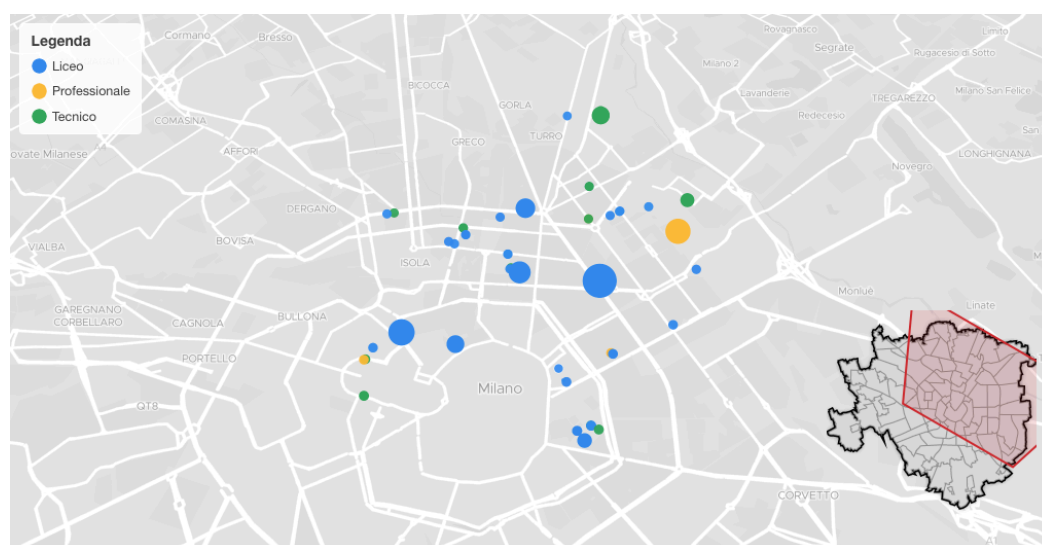 Legenda
Liceo
Professionale
Tecnico
Cormano
Bresso
Rovagnasco
Limito
Segrate
Rugacesio di Sotto
Milano 2
BICOCCA
Lavanderie
Milano San Felice
GORLA
TREGAREZZO
COMASINA
Redecesio
San
TURRO
GRECO
AFFORI
ovate Milanese
LONGHIGNANA
Novegro
DERGANO
BOVISA
VIALBA
ISOLA
Monlué
Linate
GAREGNANO
CORBELLARO
CAGNOLA
BULLONA
PORTELLO
Milano
QT8
CORVETTO
A1